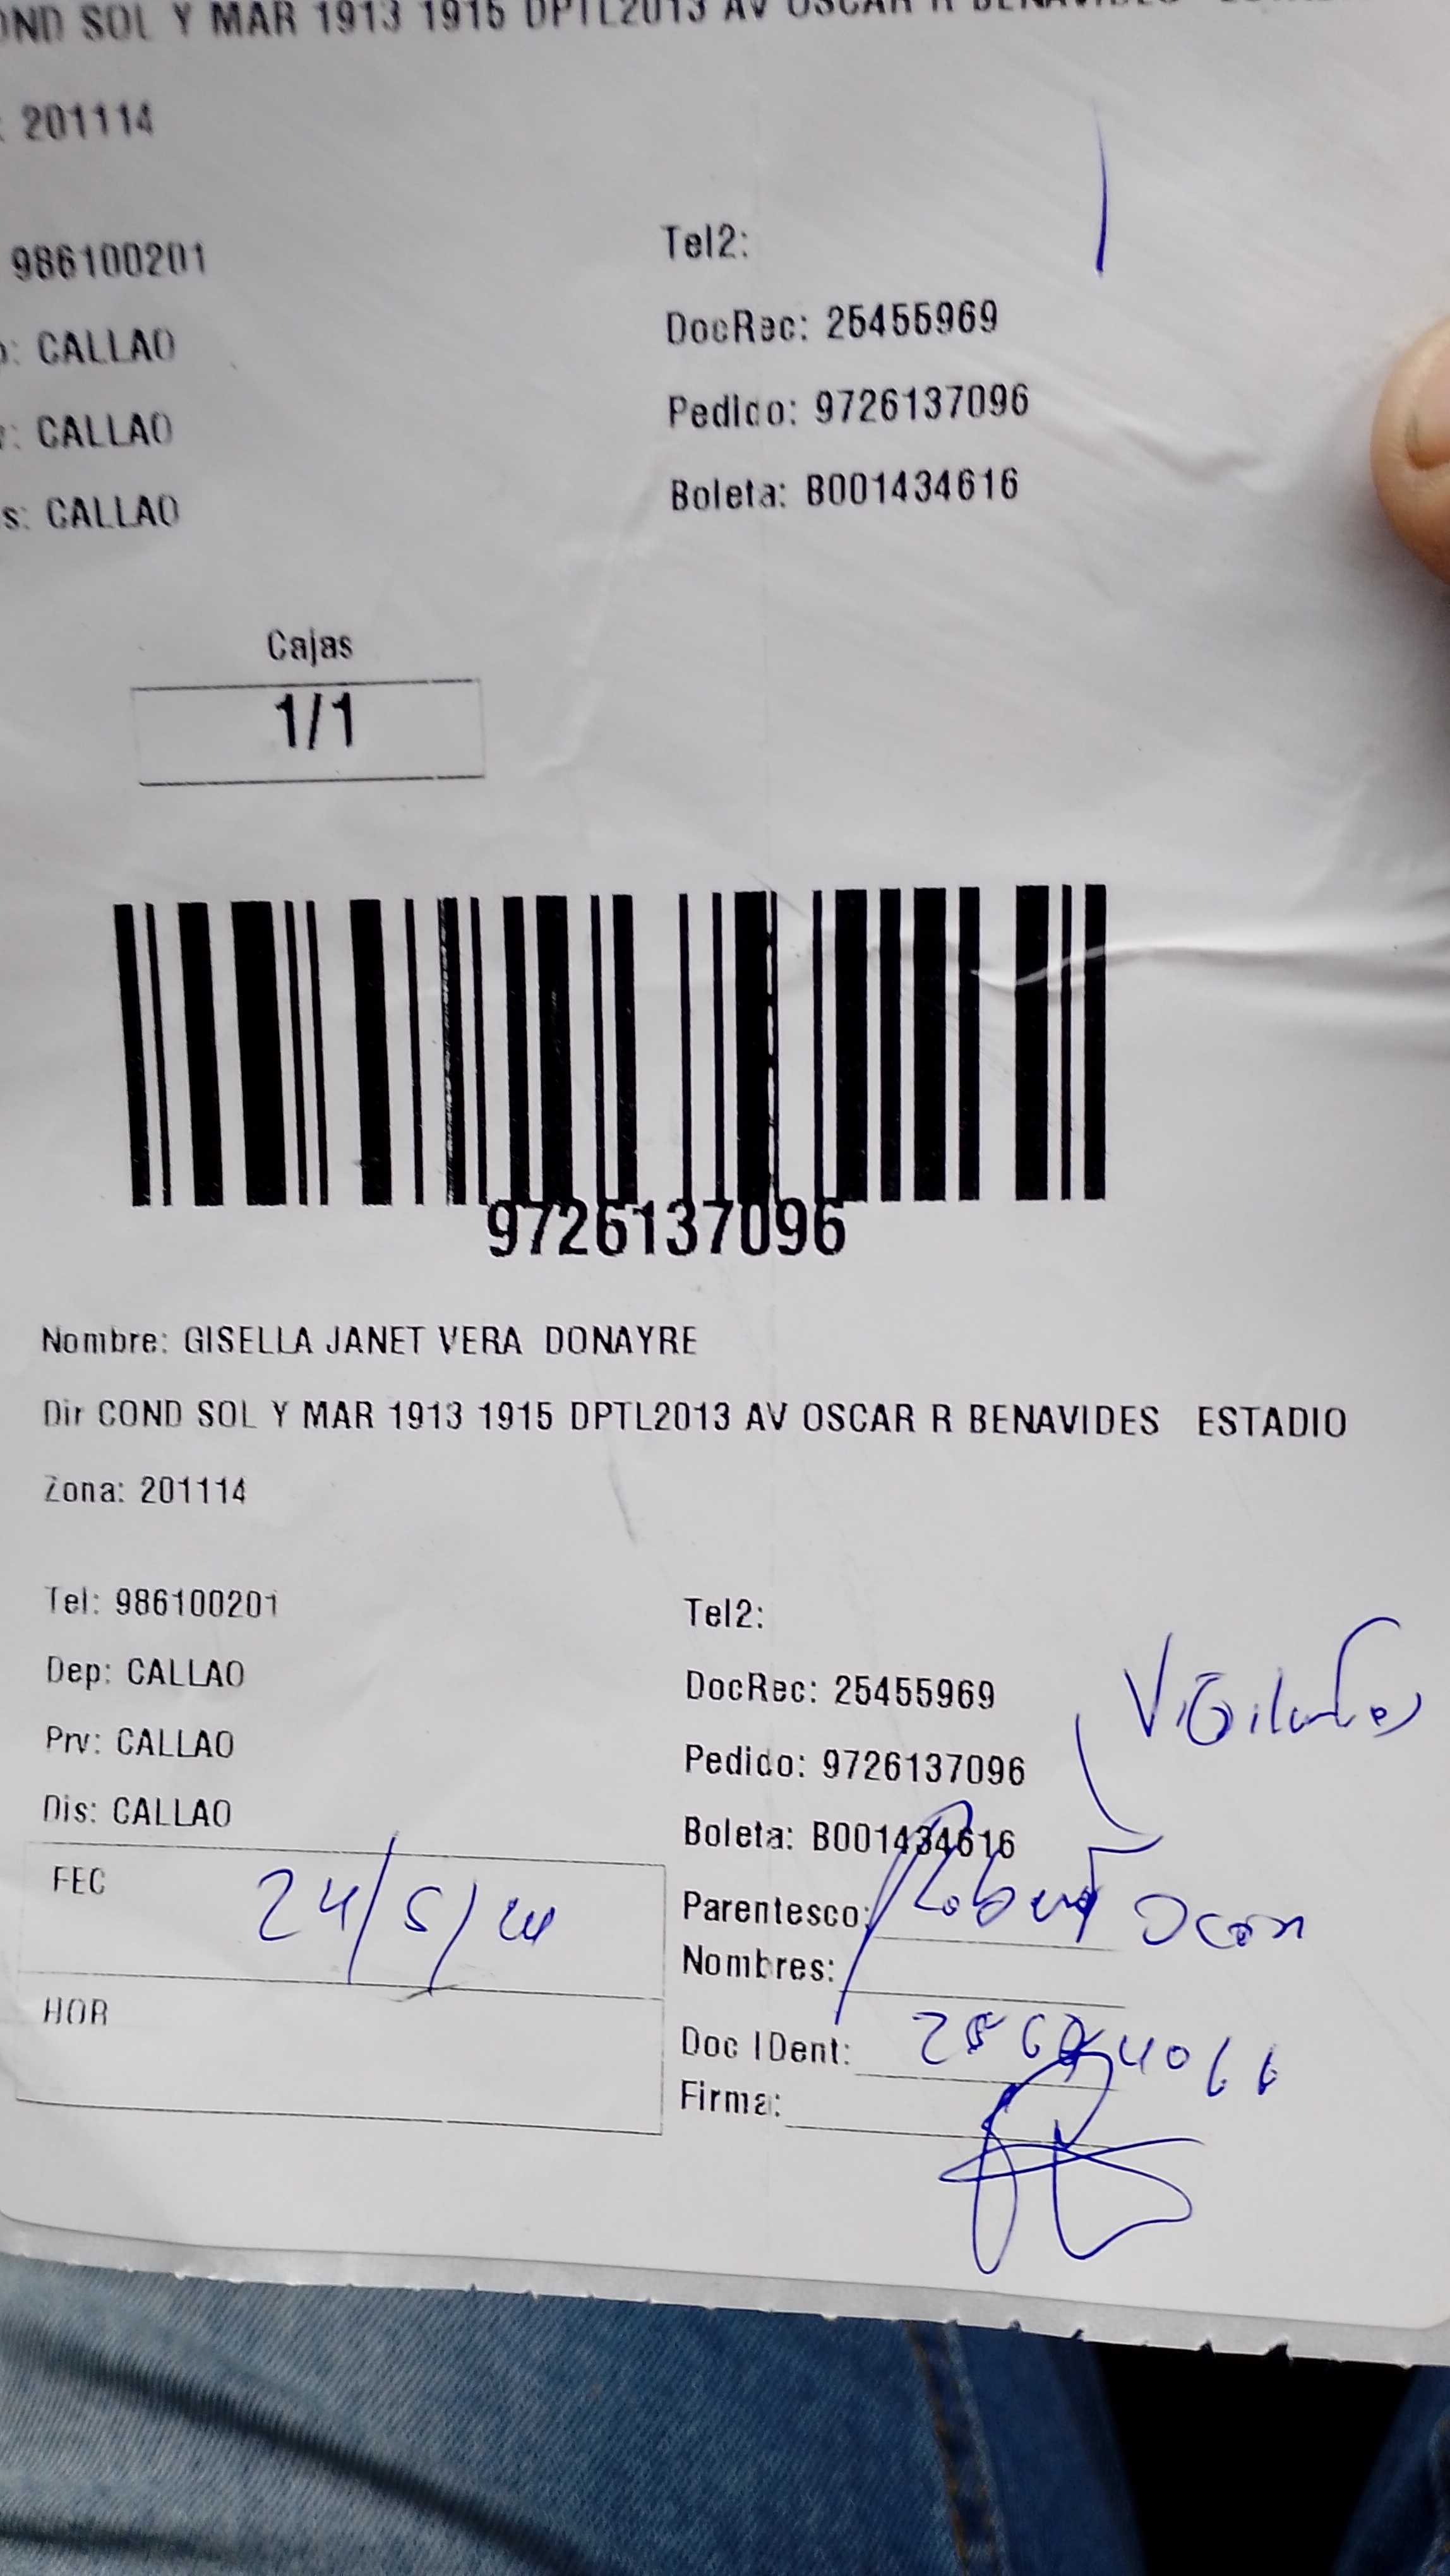 OND SOL Y MAR 1913 1915 DPTL2013 AV OSCAR R BENAVIDES
: 201114
986100201
Tel2:
DocRec: 25455969
o: CALLAO
Pedido: 9726137096
v: CALLAO
Boleta: B001434616
s: CALLAO
Cajas
1/1
9726137096
Nombre: GISELLA JANET VERA DONAYRE
Dir COND SOL Y MAR 1913 1915 DPTL2013 AV OSCAR R BENAVIDES ESTADIO
Zona: 201114
Tel: 986100201
Tel2:
Dep: CALLAO
DocRec: 25455969
Prv: CALLAO
Pedido: 9726137096
Dis: CALLAO
Boleta: B001434616
FEC 24/5/
Parentesco:
Nombres:
HOR
Doc IDent:
Firma: